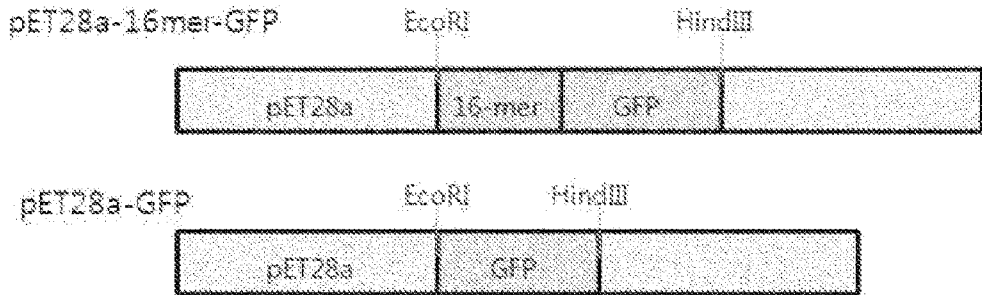 pET28a-16mer-GFP
EcoRI HindIII
pET28a 16-mer GFP
pET28a-GFP
EcoRI HindIII
pET28a GFP